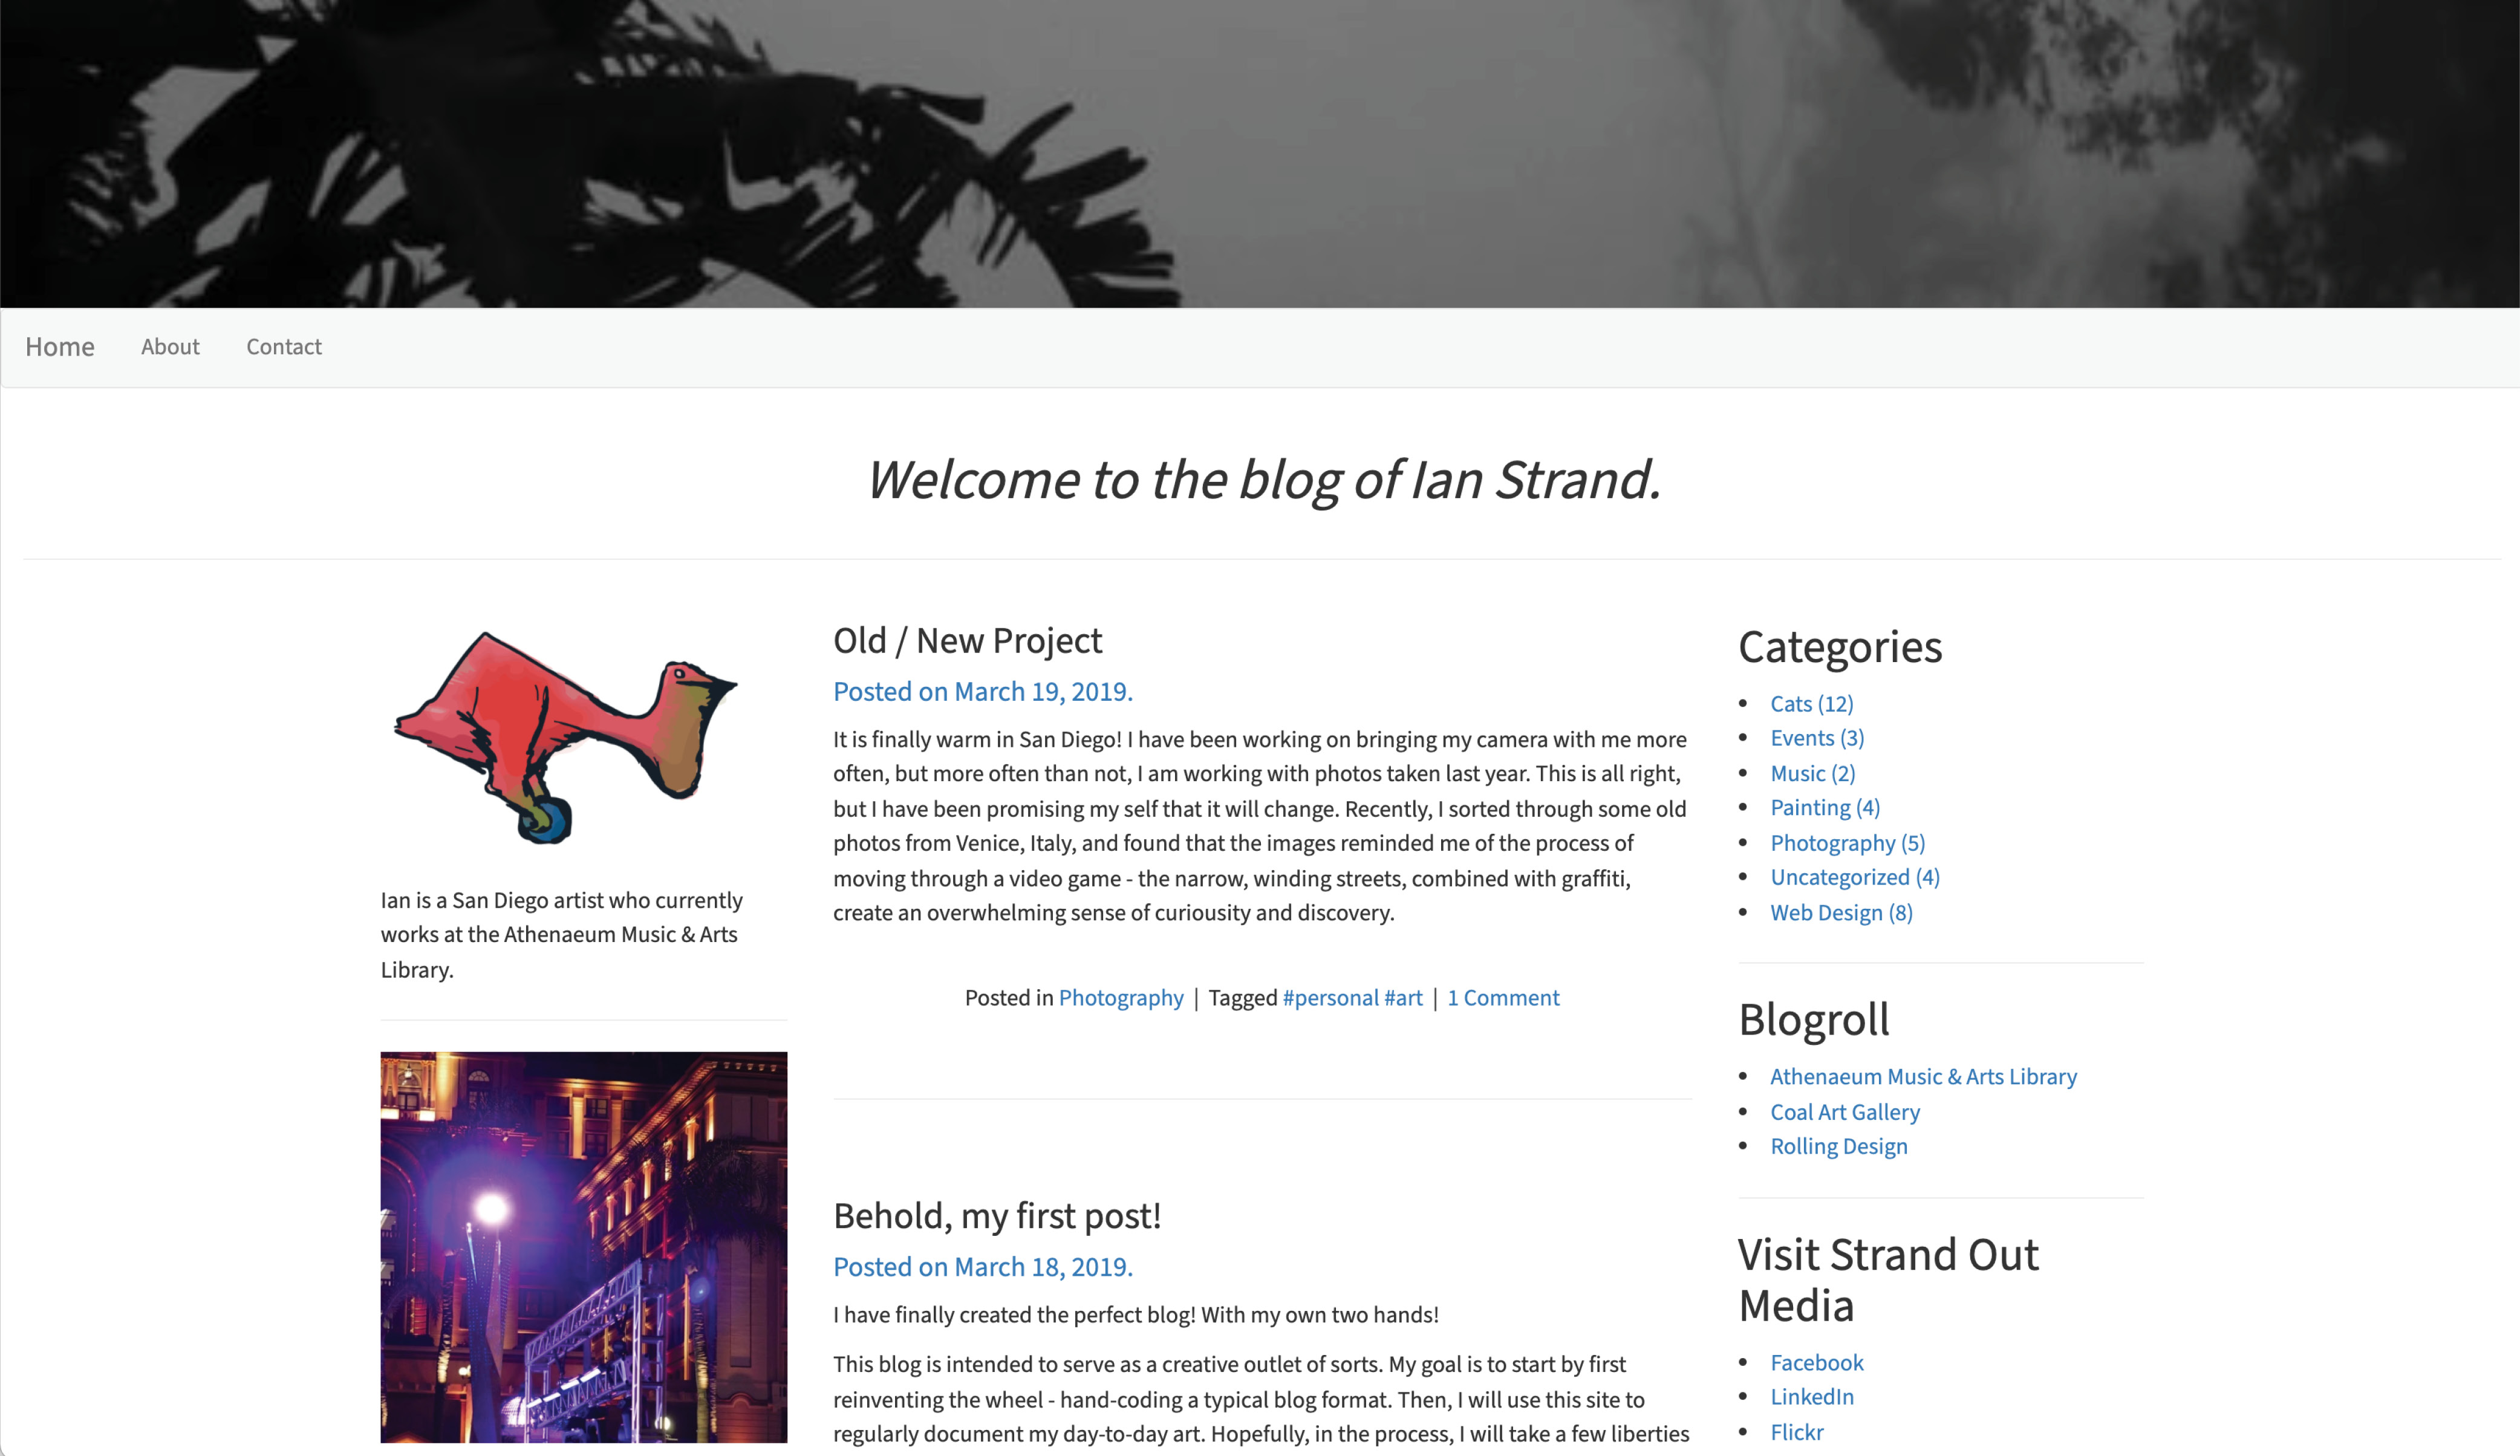 Home About Contact
Welcome to the blog of Ian Strand.
Ian is a San Diego artist who currently
works at the Athenaeum Music & Arts
Library.
Old / New Project
Posted on March 19, 2019.
It is finally warm in San Diego! I have been working on bringing my camera with me more
often, but more often than not, I am working with photos taken last year. This is all right,
but I have been promising my self that it will change. Recently, I sorted through some old
photos from Venice, Italy, and found that the images reminded me of the process of
moving through a video game - the narrow, winding streets, combined with graffiti,
create an overwhelming sense of curiousity and discovery.
Posted in Photography | Tagged #personal #art | 1 Comment
Behold, my first post!
Posted on March 18, 2019.
I have finally created the perfect blog! With my own two hands!
This blog is intended to serve as a creative outlet of sorts. My goal is to start by first
reinventing the wheel - hand-coding a typical blog format. Then, I will use this site to
regularly document my day-to-day art. Hopefully, in the process, I will take a few liberties
Categories
• Cats (12)
• Events (3)
• Music (2)
• Painting (4)
• Photography (5)
• Uncategorized (4)
• Web Design (8)
Blogroll
• Athenaeum Music & Arts Library
• Coal Art Gallery
• Rolling Design
Visit Strand Out
Media
• Facebook
• LinkedIn
• Flickr